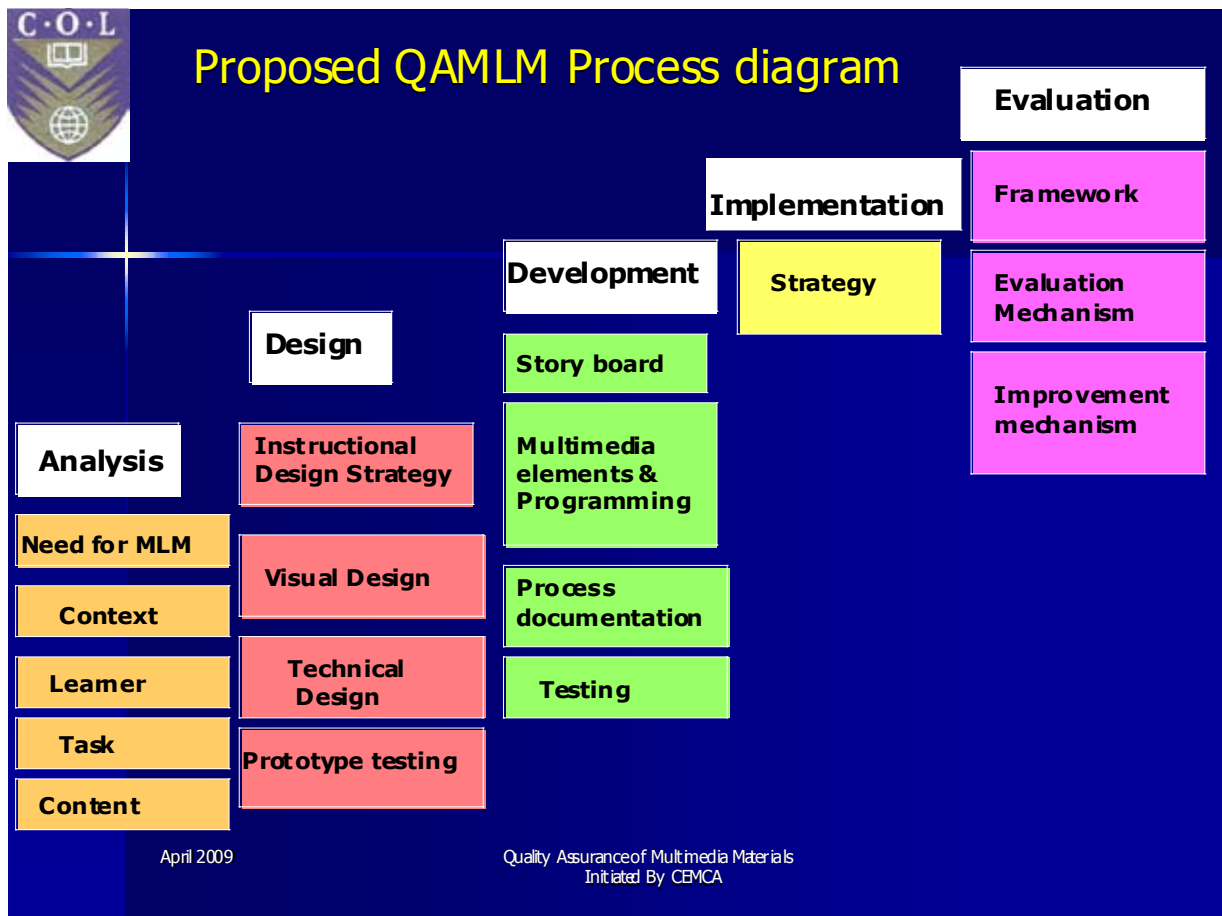 C·O·L
Proposed QAMLM Process diagram
Evaluation
Framework
Evaluation
Mechanism
Improvement
mechanism
Implementation
Strategy
Development
Story board
Multimedia
elements &
Programming
Process
documentation
Testing
Design
Instructional
Design Strategy
Visual Design
Technical
Design
Prototype testing
Analysis
Need for MLM
Context
Learner
Task
Content
April 2009
Quality Assurance of Multimedia Materials
Initiated By CEMCA